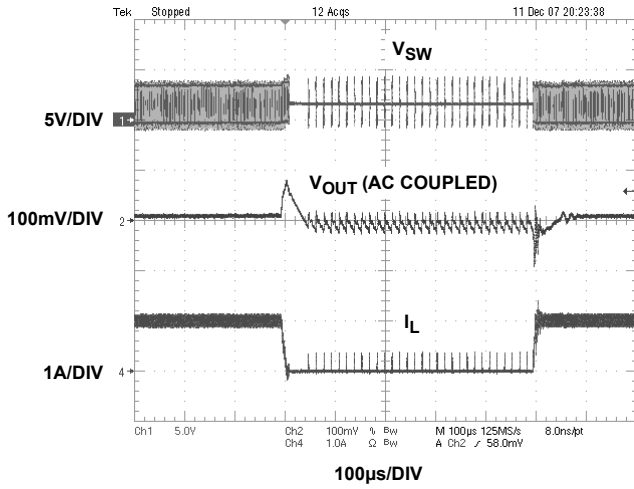 Tek Stopped 12 Acqs 11 Dec 07 20:23:38
VSW
5V/DIV 1
VOUT (AC COUPLED)
100mV/DIV 2
IL
1A/DIV 4
Ch1 5.0V Ch2 100mV ∿ Bw M 100µs 125MS/s 8.0ns/pt
Ch4 1.0A Ω Bw A Ch2 ∕ 58.0mV
100µs/DIV